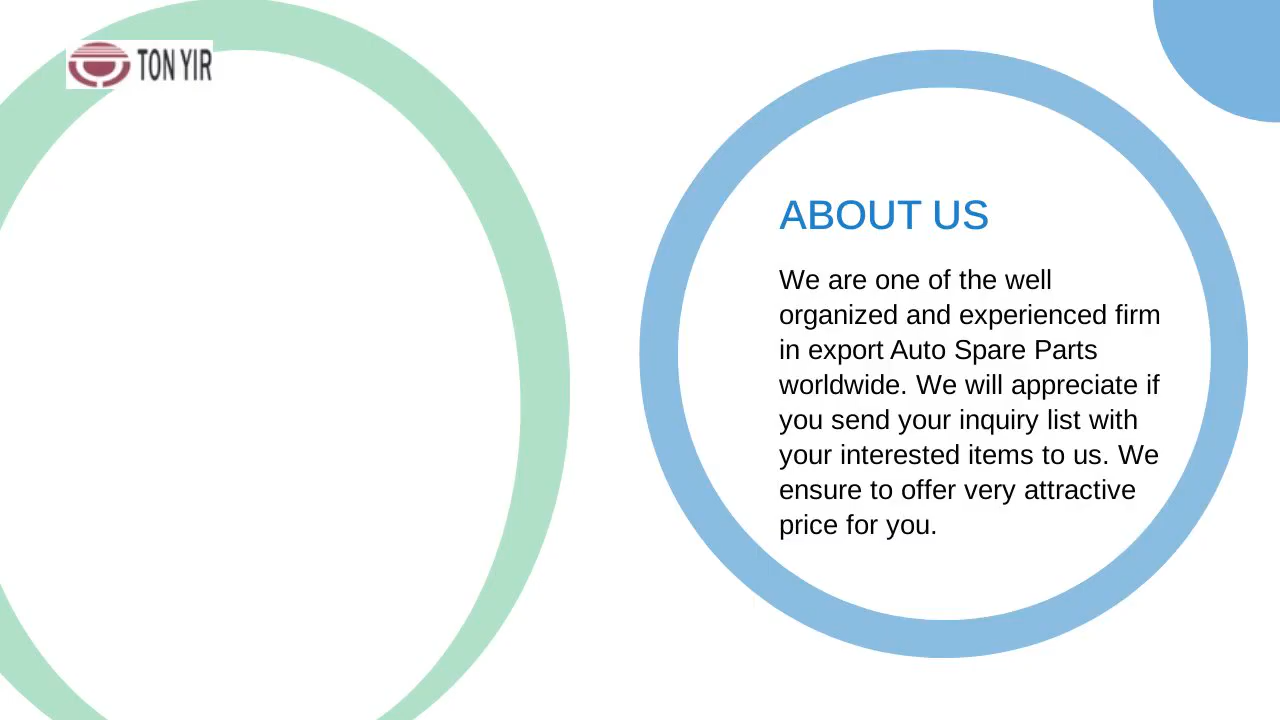 TON YIR
ABOUT US
We are one of the well
organized and experienced firm
in export Auto Spare Parts
worldwide. We will appreciate if
you send your inquiry list with
your interested items to us. We
ensure to offer very attractive
price for you.